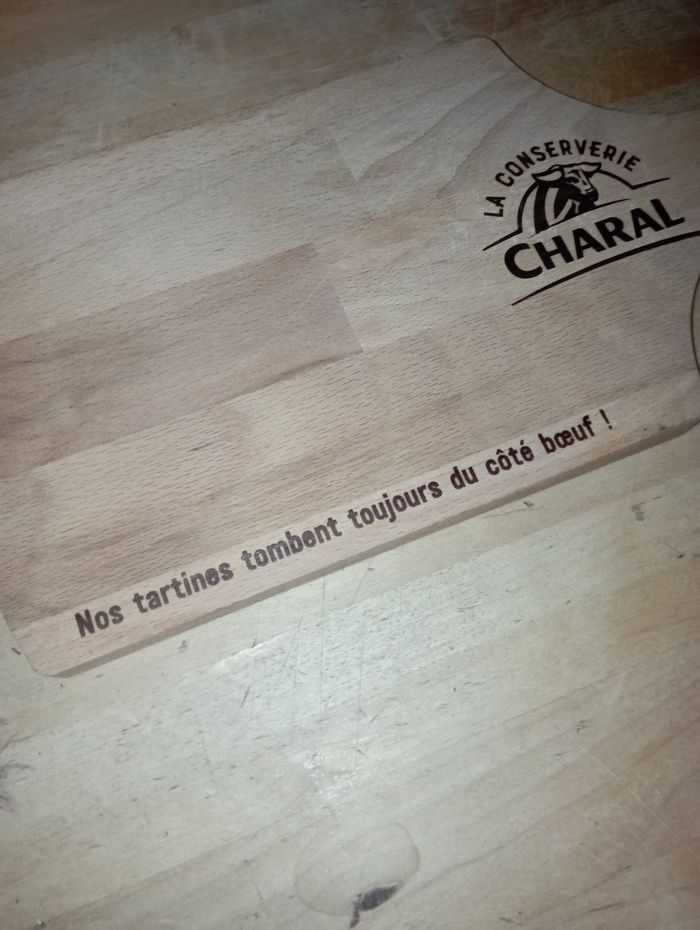 LA CONSERVERIE
CHARAL
Nos tartines tombent toujours du côté bœuf !